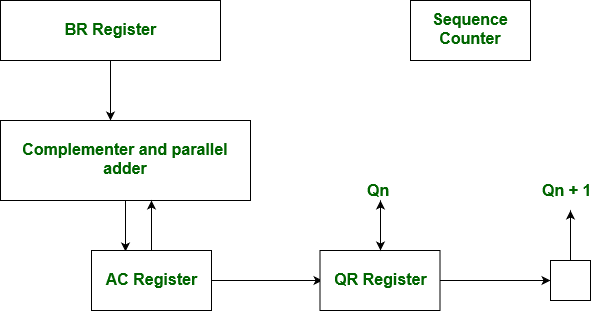 BR Register
Sequence
Counter
Complementer and parallel
adder
Qn
Qn + 1
AC Register
QR Register